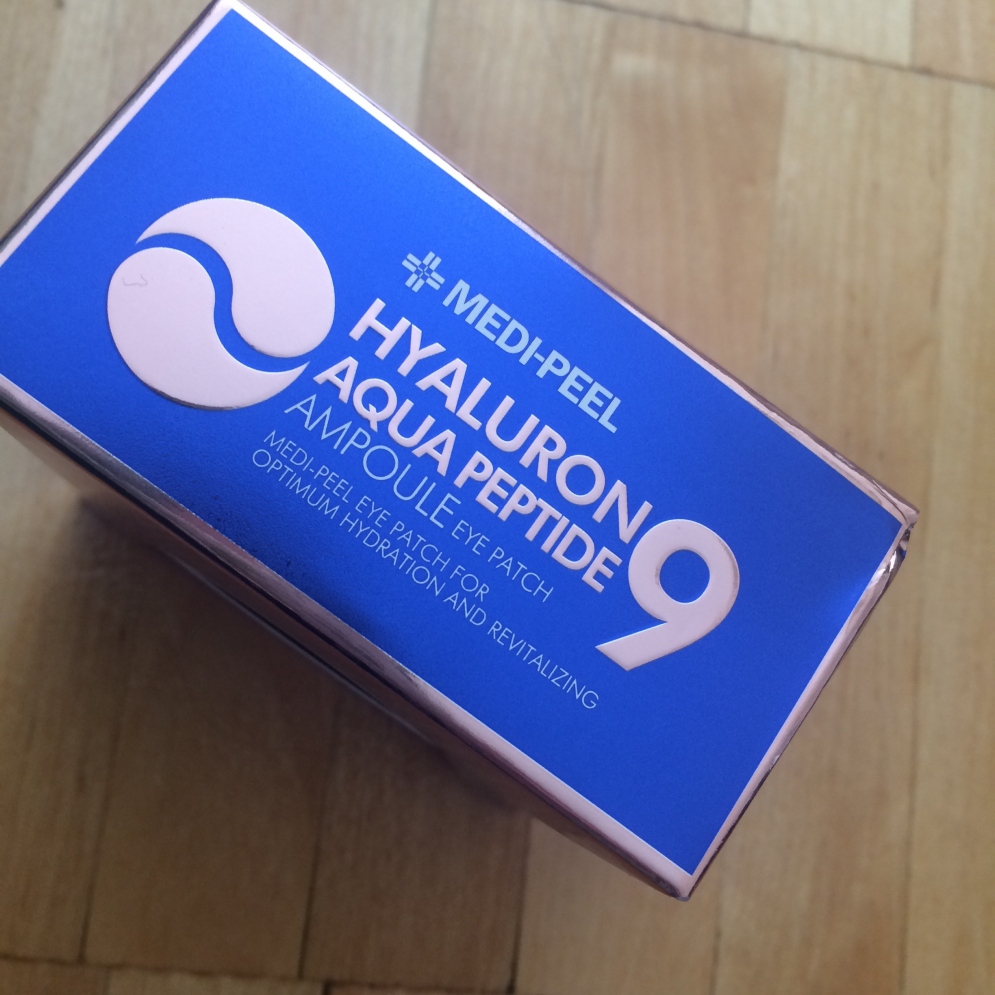 MEDI-PEEL
HYALURON
AQUA PEPTIDE 9
AMPOULE EYE PATCH
MEDI-PEEL EYE PATCH FOR
OPTIMUM HYDRATION AND REVITALIZING